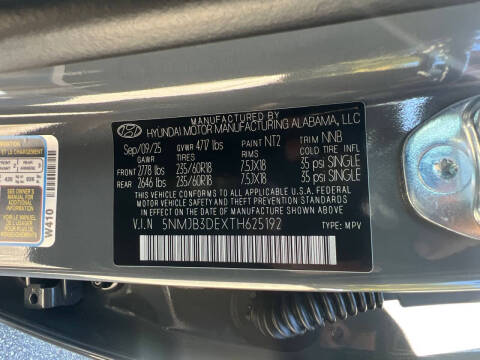 MANUFACTURED BY
HYUNDAI MOTOR MANUFACTURING ALABAMA, LLC
Sep/09/25 GVWR 4717 lbs PAINT NT2 TRIM NNB
GAWR TIRES RIMS COLD TIRE INFL
FRONT 2778 lbs 235/60R18 7.5JX18 35 psi SINGLE
REAR 2646 lbs 235/60R18 7.5JX18 35 psi SINGLE
THIS VEHICLE CONFORMS TO ALL APPLICABLE U.S. FEDERAL
MOTOR VEHICLE SAFETY AND THEFT PREVENTION STANDARDS
IN EFFECT ON THE DATE OF MANUFACTURE SHOWN ABOVE.
V.I.N 5NMJB3DEXTH625192 TYPE: MPV
W410